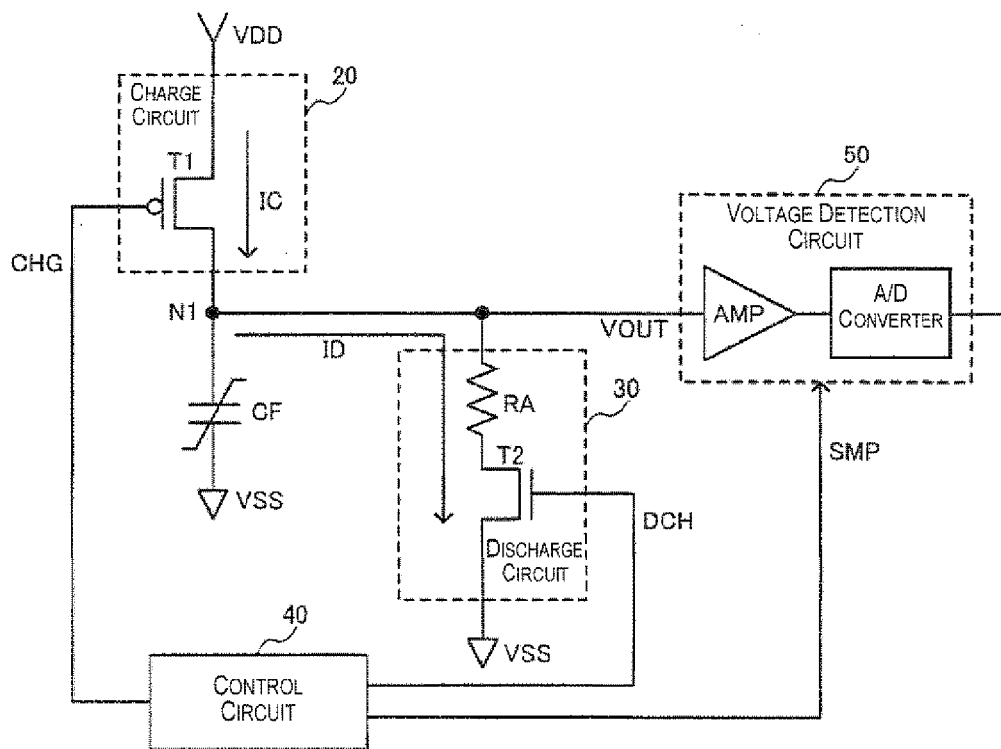 VDD
20
CHARGE
CIRCUIT
T1
IC
CHG
50
VOLTAGE DETECTION
CIRCUIT
AMP
A/D
CONVERTER
N1
VOUT
ID
30
RA
CF
T2
SMP
VSS
DCH
DISCHARGE
CIRCUIT
40
VSS
CONTROL
CIRCUIT